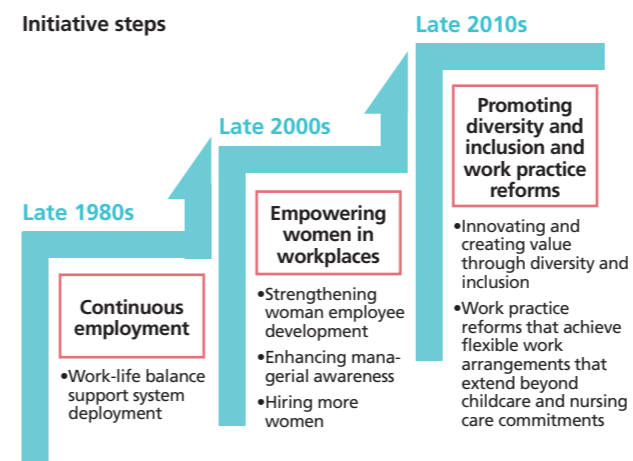 Initiative steps
Late 1980s
Continuous
employment
•Work-life balance
support system
deployment
Late 2000s
Empowering
women in
workplaces
•Strengthening
woman employee
development
•Enhancing mana-
gerial awareness
•Hiring more
women
Late 2010s
Promoting
diversity and
inclusion and
work practice
reforms
•Innovating and
creating value
through diversity and
inclusion
•Work practice
reforms that achieve
flexible work
arrangements that
extend beyond
childcare and nursing
care commitments